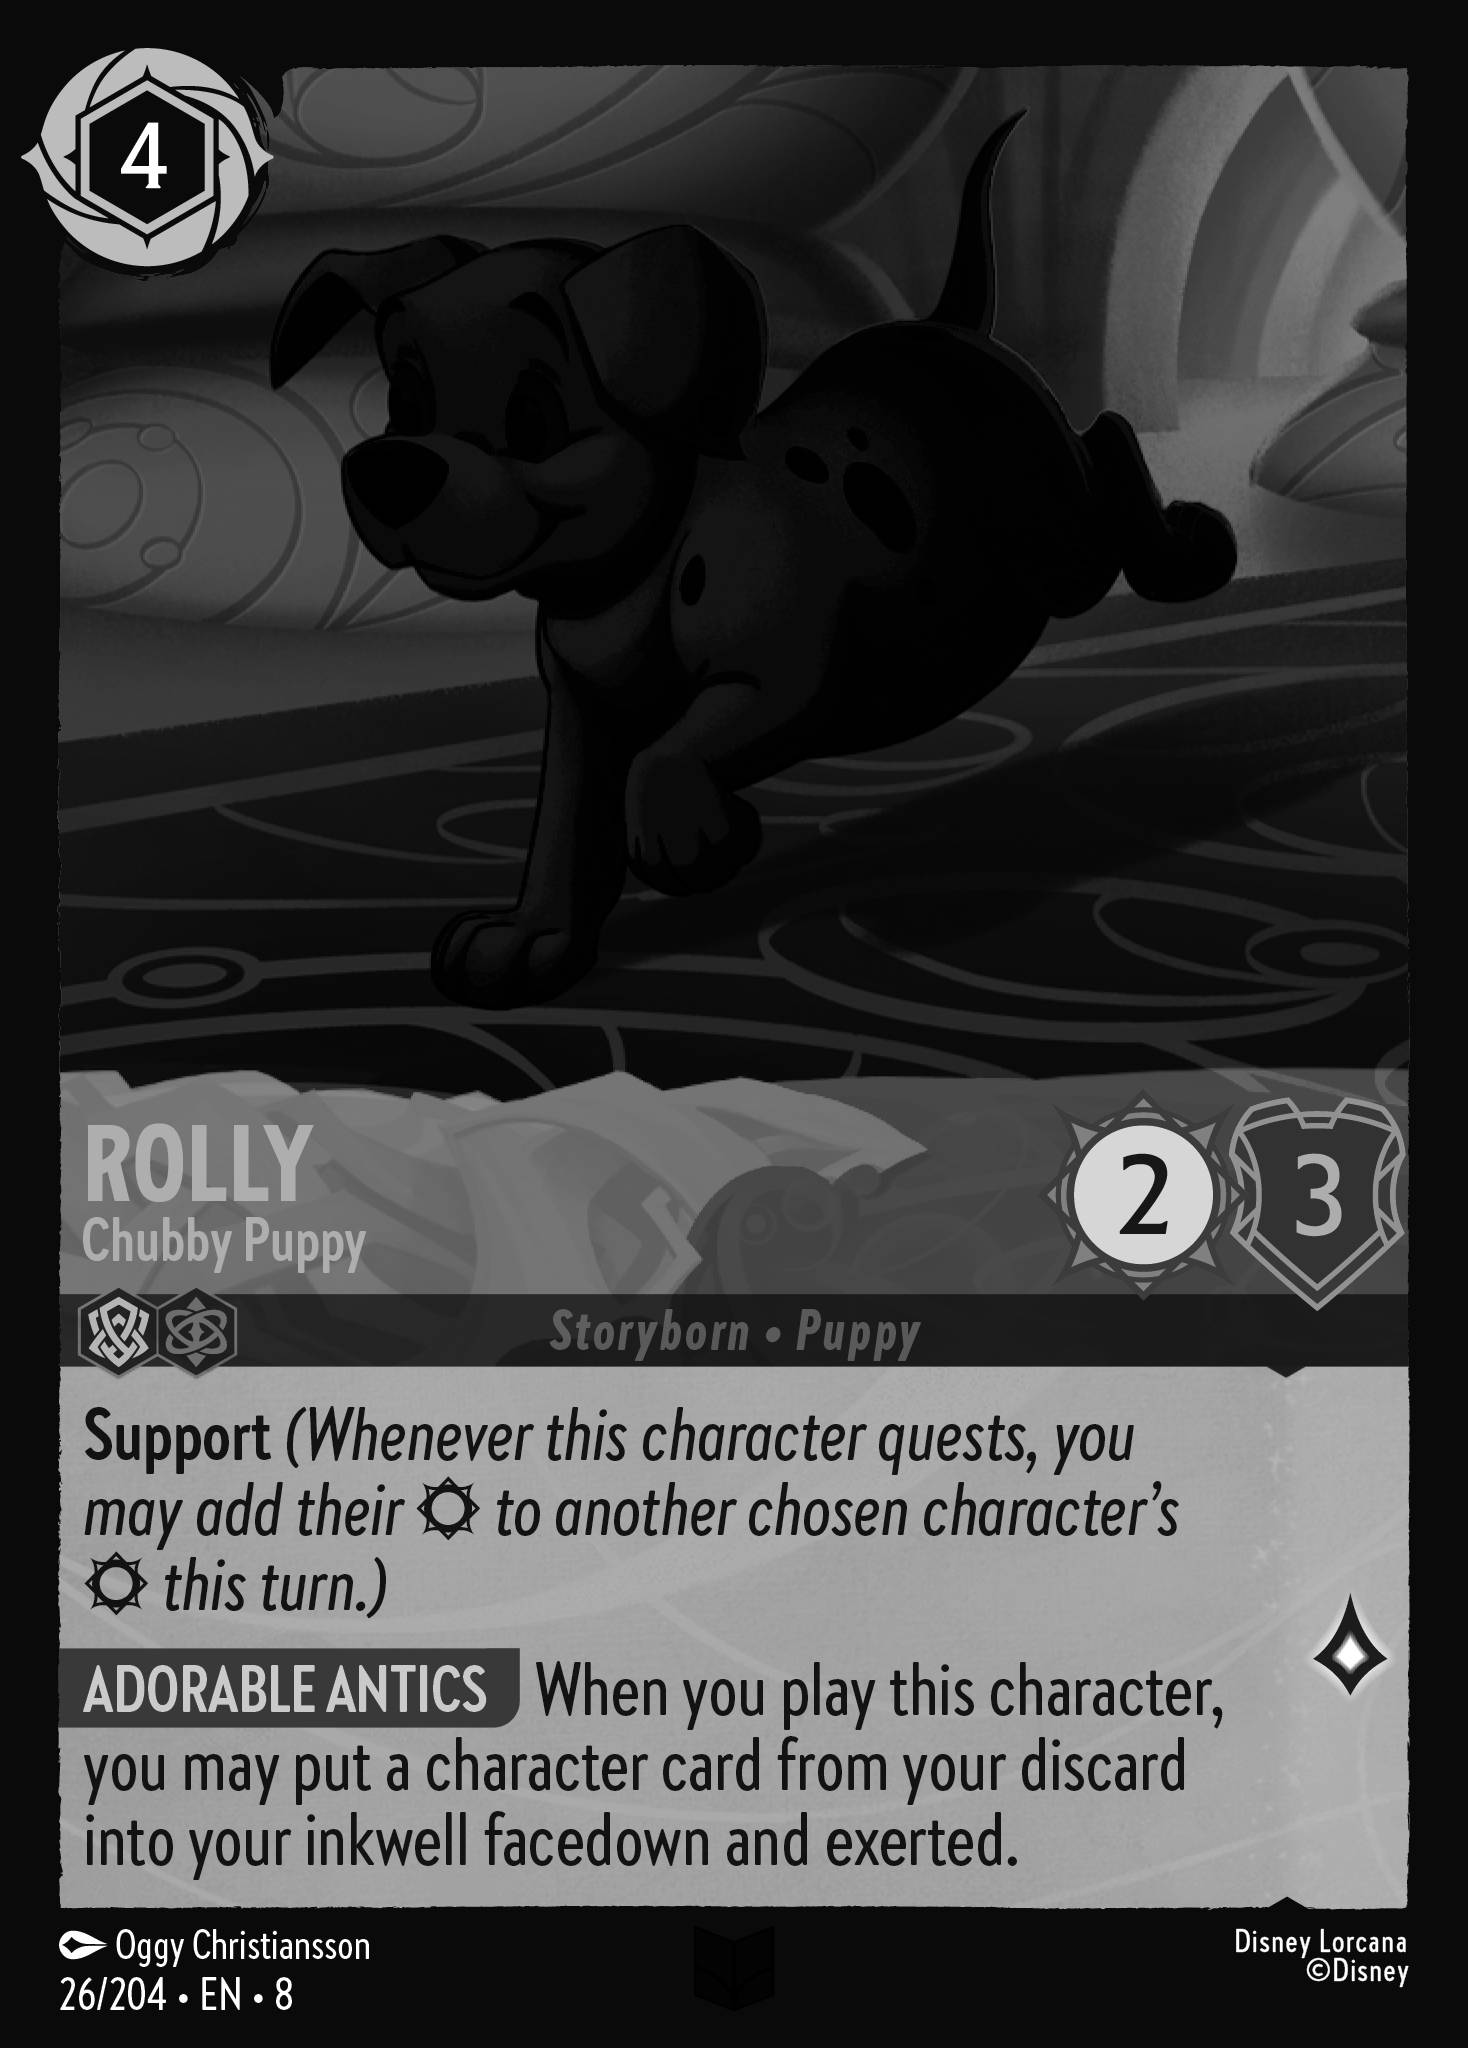 4
ROLLY
Chubby Puppy
2 3
Storyborn • Puppy
Support (Whenever this character quests, you
may add their to another chosen character’s
this turn.)
ADORABLE ANTICS When you play this character,
you may put a character card from your discard
into your inkwell facedown and exerted.
Oggy Christiansson
26/204 • EN • 8
Disney Lorcana
©Disney